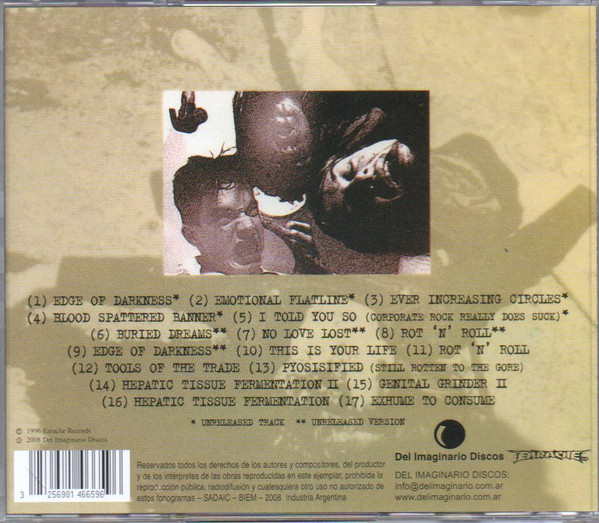 (1) EDGE OF DARKNESS* (2) EMOTIONAL FLATLINE* (3) EVER INCREASING CIRCLES*
(4) BLOOD SPATTERED BANNER* (5) I TOLD YOU SO (CORPORATE ROCK REALLY DOES SUCK)*
(6) BURIED DREAMS** (7) NO LOVE LOST** (8) ROT 'N' ROLL**
(9) EDGE OF DARKNESS** (10) THIS IS YOUR LIFE (11) ROT 'N' ROLL
(12) TOOLS OF THE TRADE (13) PYOSISIFIED (STILL ROTTEN TO THE GORE)
(14) HEPATIC TISSUE FERMENTATION II (15) GENITAL GRINDER II
(16) HEPATIC TISSUE FERMENTATION (17) EXHUME TO CONSUME
* UNRELEASED TRACK ** UNRELEASED VERSION
© 1996 Earache Records
℗ 2008 Del Imaginario Discos
3 256981 466596
Reservados todos los derechos de los autores y compositores, del productor
y de los intérpretes de las obras reproducidas en este ejemplar, prohibida la
reproducción pública, radiodifusión y cualesquiera otro uso no autorizado de
estos fonogramas – SADAIC – BIEM – 2008 Industria Argentina
Del Imaginario Discos
EARACHE
DEL IMAGINARIO DISCOS:
info@delimaginario.com.ar
www.delimaginario.com.ar